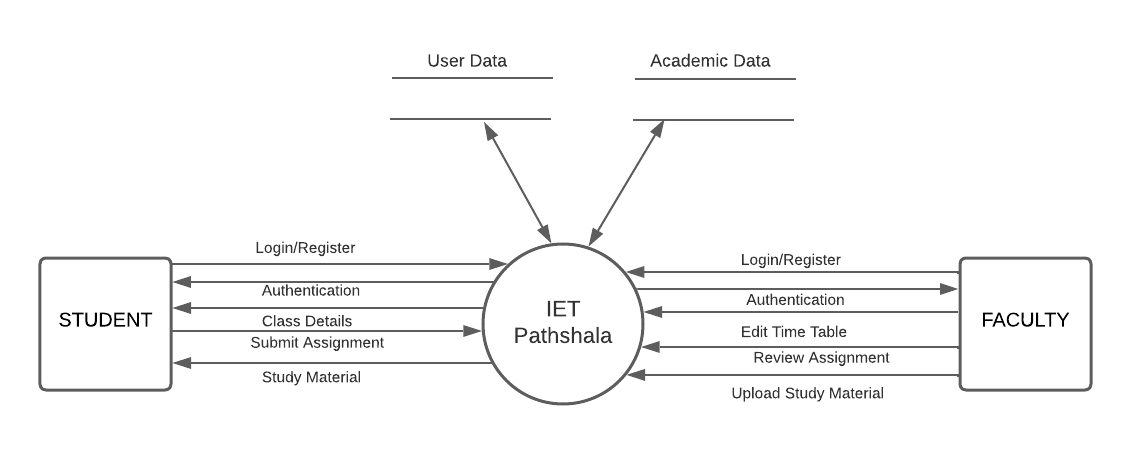 User Data
Academic Data
Login/Register
Authentication
Class Details
Submit Assignment
Study Material
STUDENT
IET
Pathshala
Login/Register
Authentication
Edit Time Table
Review Assignment
Upload Study Material
FACULTY